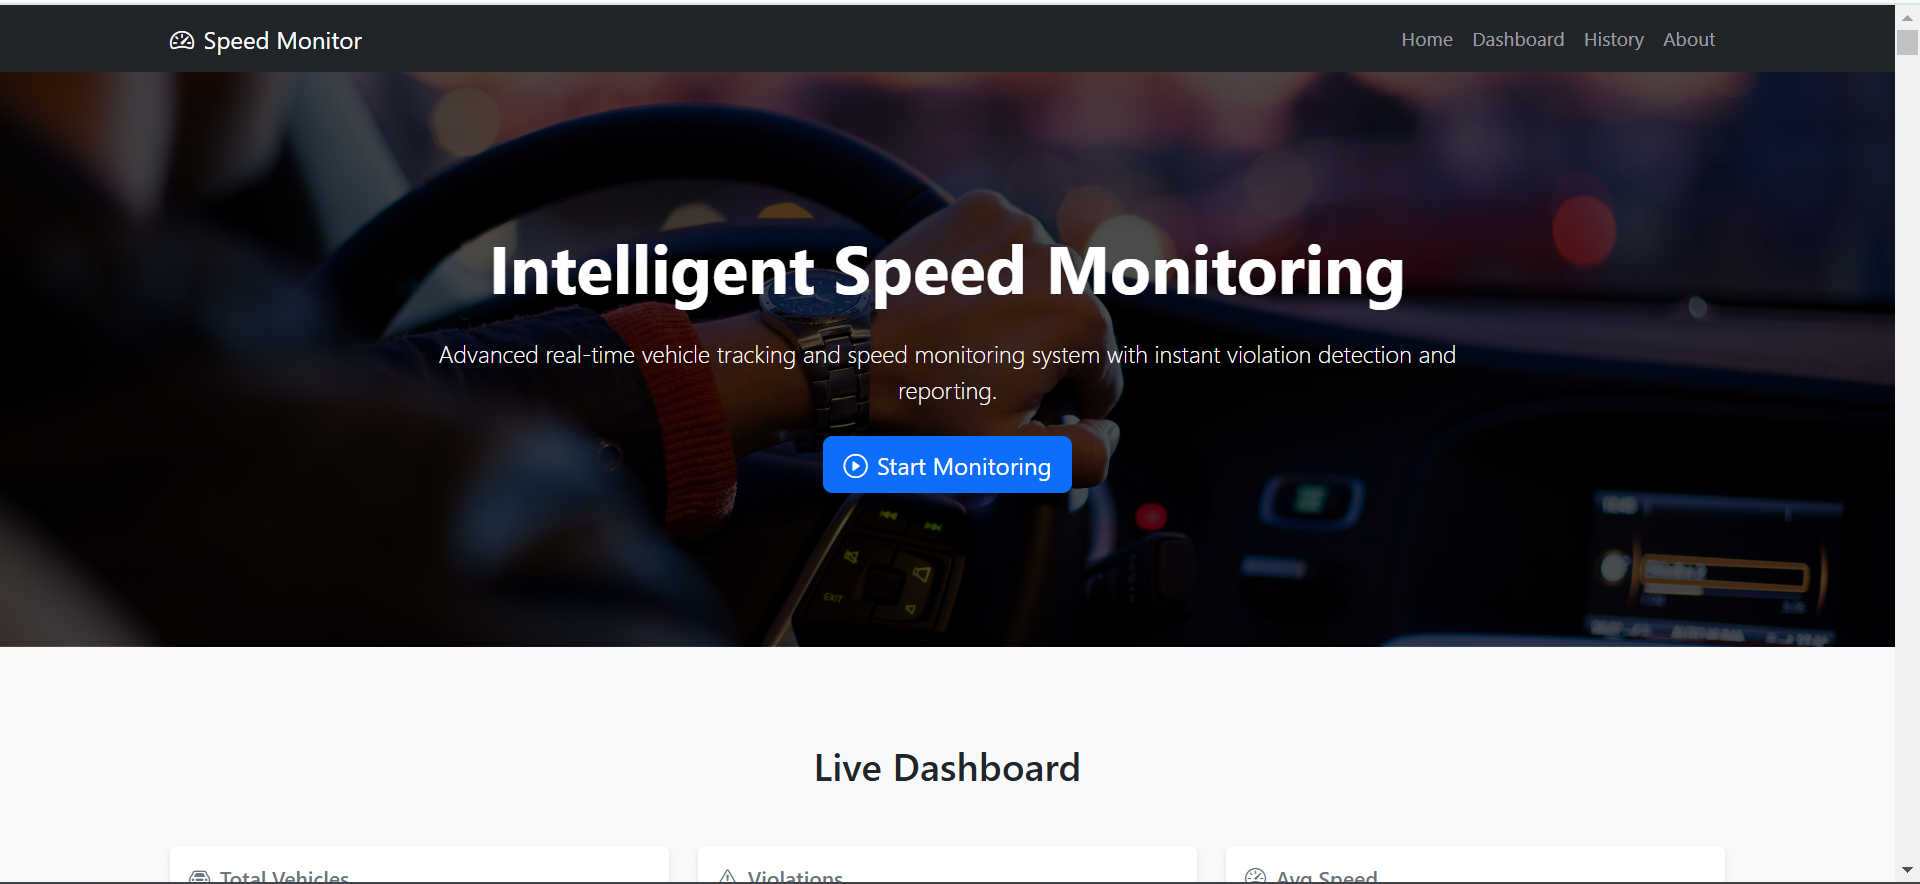 Speed Monitor
Home Dashboard History About
Intelligent Speed Monitoring
Advanced real-time vehicle tracking and speed monitoring system with instant violation detection and
reporting.
Start Monitoring
EXIT
Live Dashboard
Total Vehicles
Violations
Avg Speed